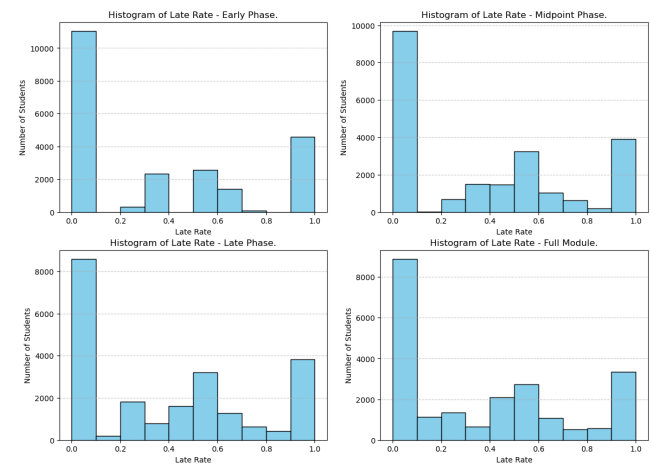 Histogram of Late Rate - Early Phase.
Number of Students
10000
8000
6000
4000
2000
0
0.0 0.2 0.4 0.6 0.8 1.0
Late Rate
Histogram of Late Rate - Midpoint Phase.
Number of Students
10000
8000
6000
4000
2000
0
0.0 0.2 0.4 0.6 0.8 1.0
Late Rate
Histogram of Late Rate - Late Phase.
Number of Students
8000
6000
4000
2000
0
0.0 0.2 0.4 0.6 0.8 1.0
Late Rate
Histogram of Late Rate - Full Module.
Number of Students
8000
6000
4000
2000
0
0.0 0.2 0.4 0.6 0.8 1.0
Late Rate